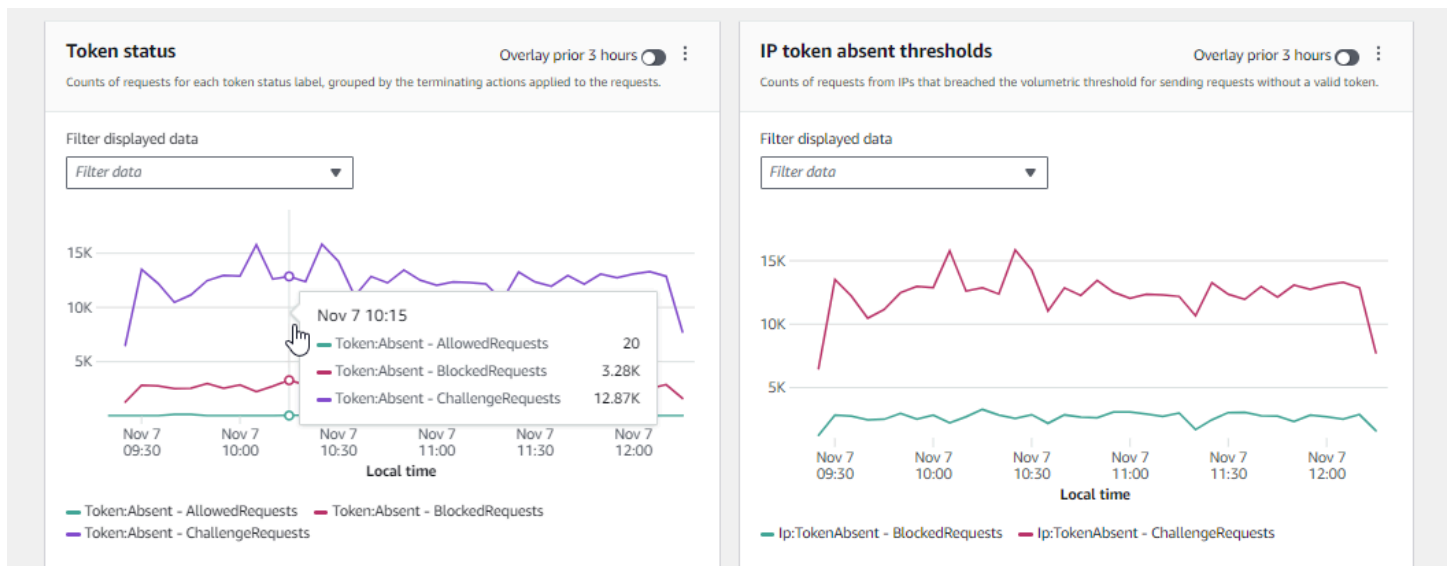 Token status
Overlay prior 3 hours
Counts of requests for each token status label, grouped by the terminating actions applied to the requests.
Filter displayed data
Filter data
15K
10K
5K
Nov 7 10:15
Token:Absent - AllowedRequests 20
Token:Absent - BlockedRequests 3.28K
Token:Absent - ChallengeRequests 12.87K
Nov 7 Nov 7 Nov 7 Nov 7 Nov 7 Nov 7
09:30 10:00 10:30 11:00 11:30 12:00
Local time
Token:Absent - AllowedRequests Token:Absent - BlockedRequests
Token:Absent - ChallengeRequests
IP token absent thresholds
Overlay prior 3 hours
Counts of requests from IPs that breached the volumetric threshold for sending requests without a valid token.
Filter displayed data
Filter data
15K
10K
5K
Nov 7 Nov 7 Nov 7 Nov 7 Nov 7 Nov 7
09:30 10:00 10:30 11:00 11:30 12:00
Local time
Ip:TokenAbsent - BlockedRequests Ip:TokenAbsent - ChallengeRequests